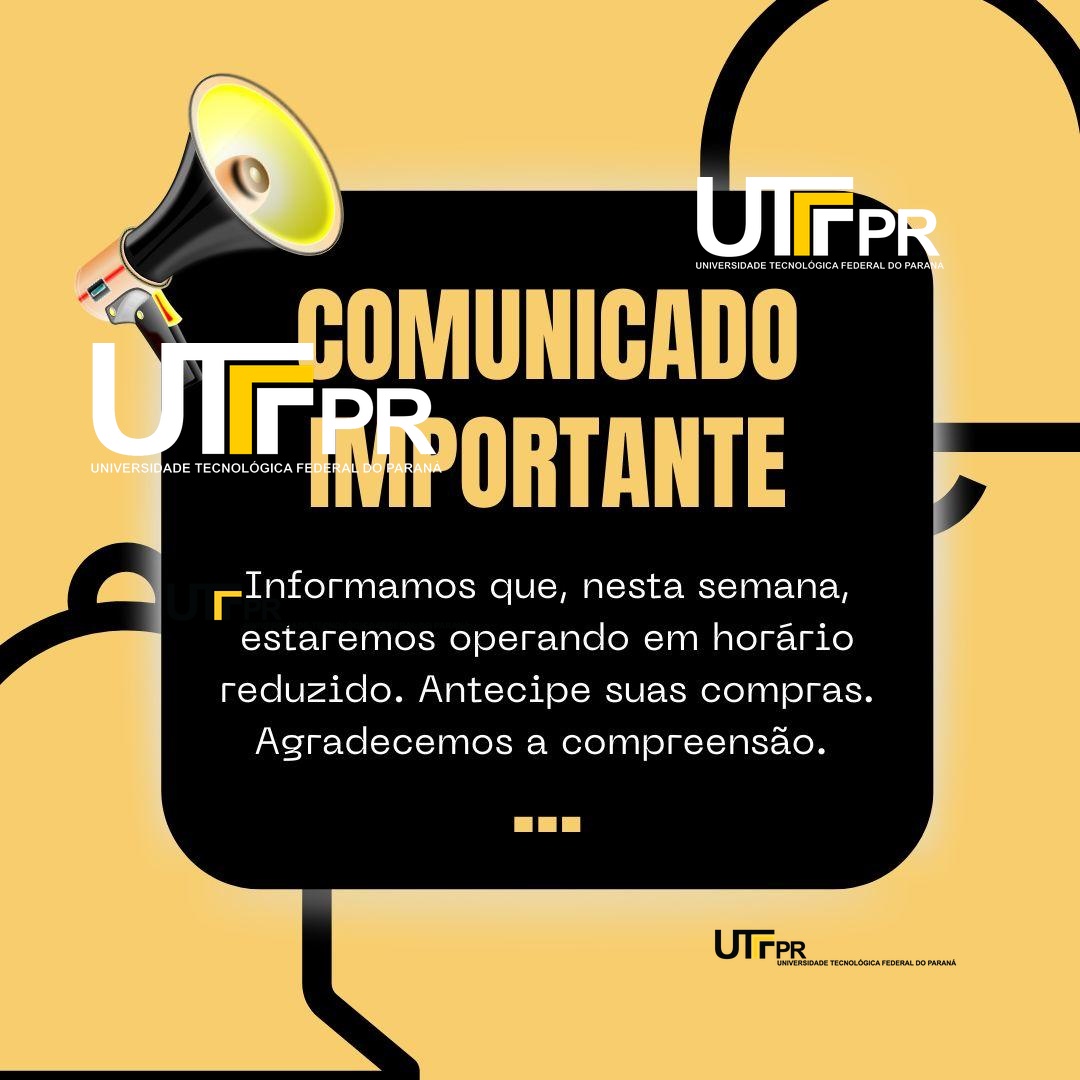 UTFPR
UNIVERSIDADE TECNOLÓGICA FEDERAL DO PARANÁ
COMUNICADO
UTFPR
IMPORTANTE
UNIVERSIDADE TECNOLÓGICA FEDERAL DO PARANÁ
UTFPR
Informamos que, nesta semana,
estaremos operando em horário
reduzido. Antecipe suas compras.
Agradecemos a compreensão.
UTFPR
UNIVERSIDADE TECNOLÓGICA FEDERAL DO PARANÁ